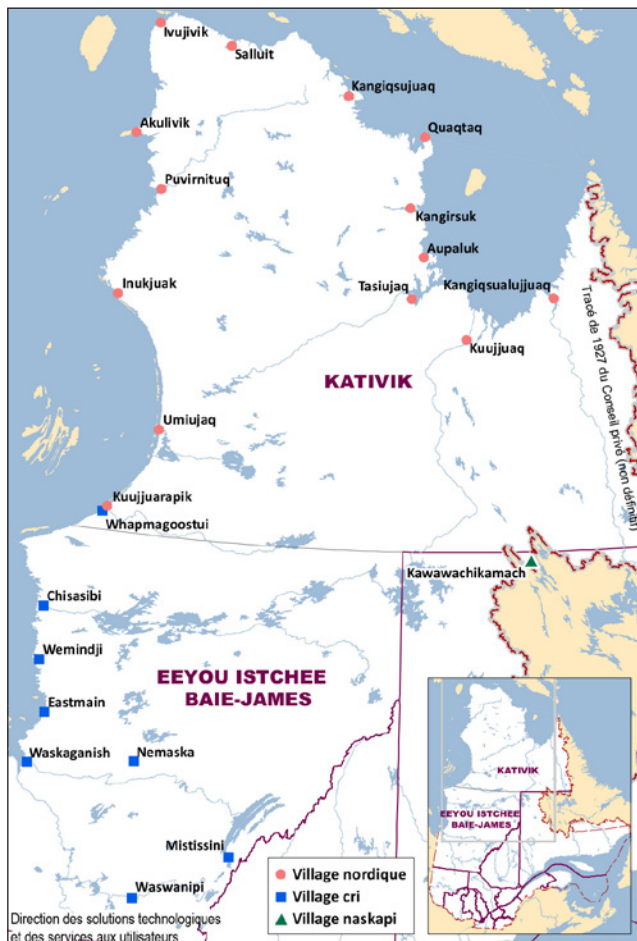 Ivujivik
Salluit
Kangiqsujuaq
Akulivik
Quaqtaq
Puvirnituq
Kangirsuk
Aupaluk
Inukjuak
Tasiujaq
Kangiqsualujjuaq
Tracé de 1927 du Conseil privé (non définitif)
Kuujjuaq
KATIVIK
Umiujaq
Kuujjuarapik
Whapmagoostui
Kawawachikamach
Chisasibi
Wemindji
EEYOU ISTCHEE
BAIE-JAMES
Eastmain
Waskaganish
Nemaska
KATIVIK
EEYOU ISTCHEE
BAIE-JAMES
Mistissini
Waswanipi
Village nordique
Village cri
Village naskapi
Direction des solutions technologiques
et des services aux utilisateurs